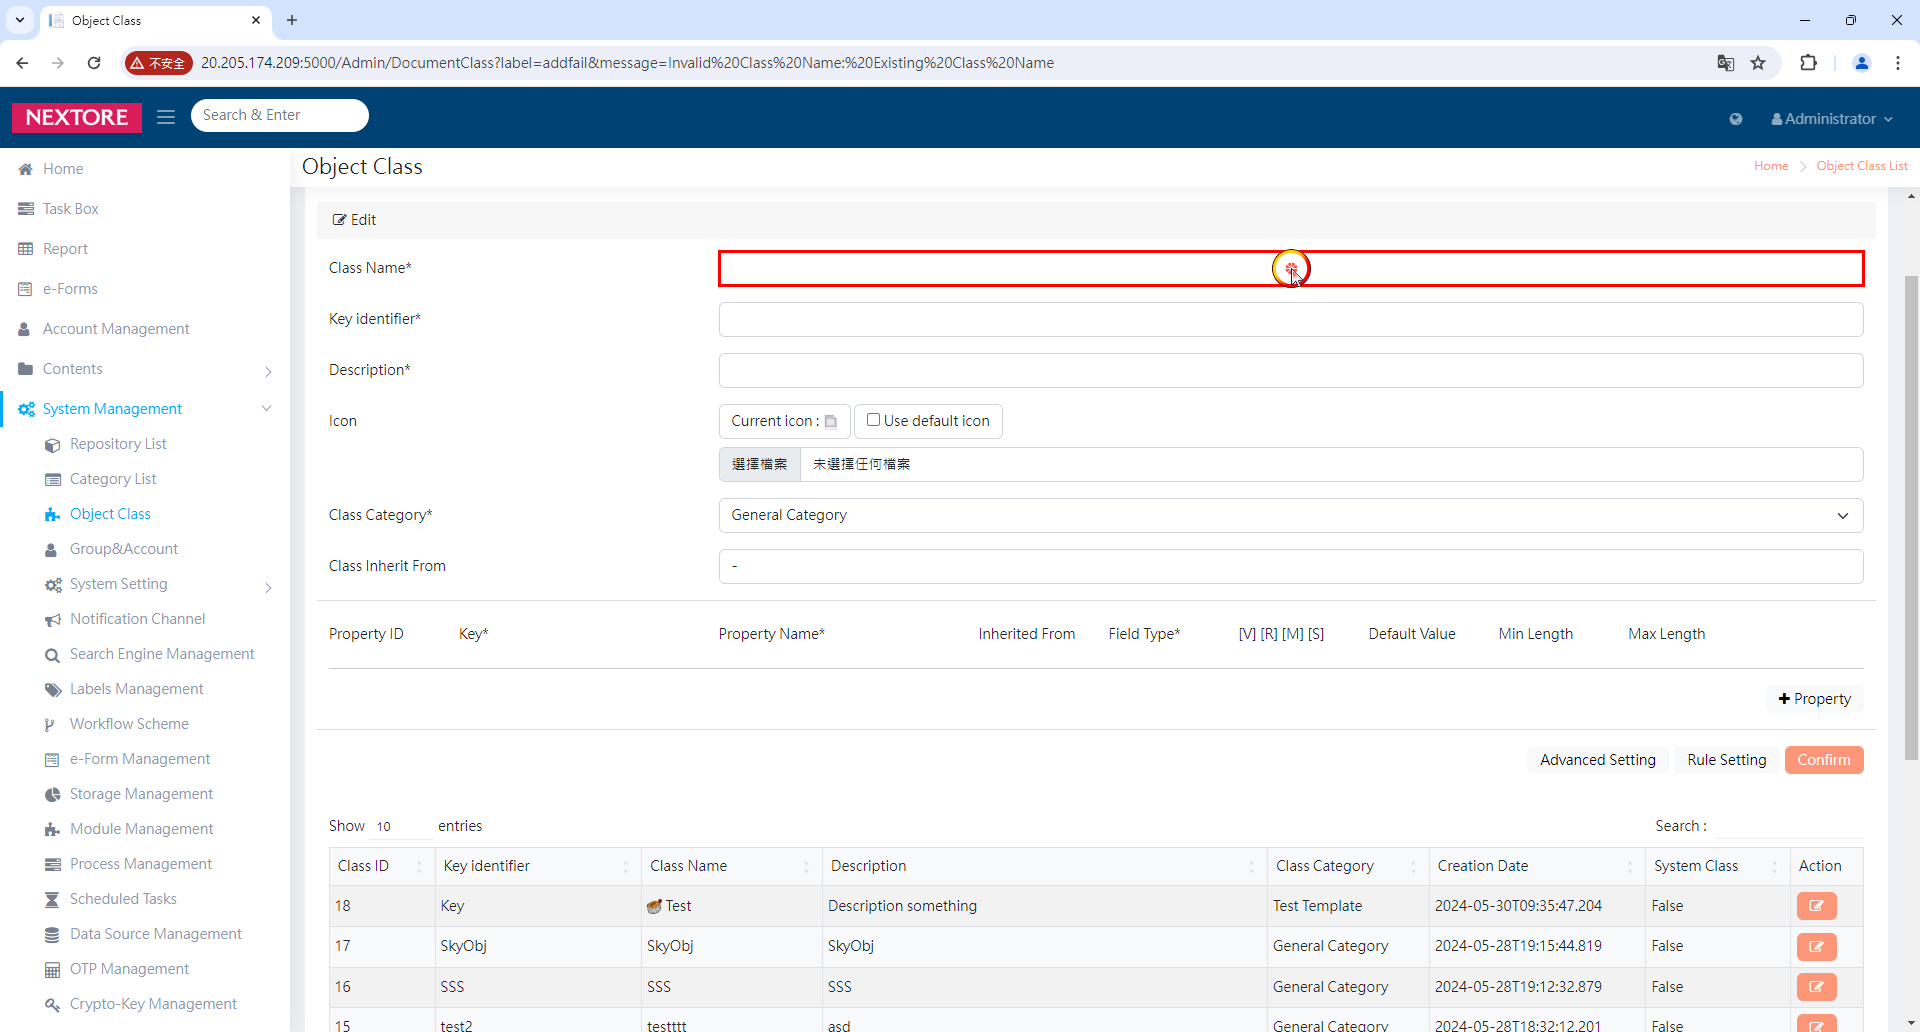 Object Class
不安全
20.205.174.209:5000/Admin/DocumentClass?label=addfail&message=Invalid%20Class%20Name:%20Existing%20Class%20Name
NEXTORE
Search & Enter
Administrator
Object Class
Home
Object Class List
Home
Task Box
Report
e-Forms
Account Management
Contents
System Management
Repository List
Category List
Object Class
Group&Account
System Setting
Notification Channel
Search Engine Management
Labels Management
Workflow Scheme
e-Form Management
Storage Management
Module Management
Process Management
Scheduled Tasks
Data Source Management
OTP Management
Crypto-Key Management
Edit
Class Name*
Key identifier*
Description*
Icon
Current icon :
Use default icon
選擇檔案 未選擇任何檔案
Class Category*
General Category
Class Inherit From
-
Property ID Key* Property Name* Inherited From Field Type* [V] [R] [M] [S] Default Value Min Length Max Length
+ Property
Advanced Setting Rule Setting Confirm
Show 10 entries
Search :
Class ID Key identifier Class Name Description Class Category Creation Date System Class Action
18 Key Test Description something Test Template 2024-05-30T09:35:47.204 False
17 SkyObj SkyObj SkyObj General Category 2024-05-28T19:15:44.819 False
16 SSS SSS SSS General Category 2024-05-28T19:12:32.879 False
15 test2 testttt asd General Category 2024-05-28T18:32:12.201 False